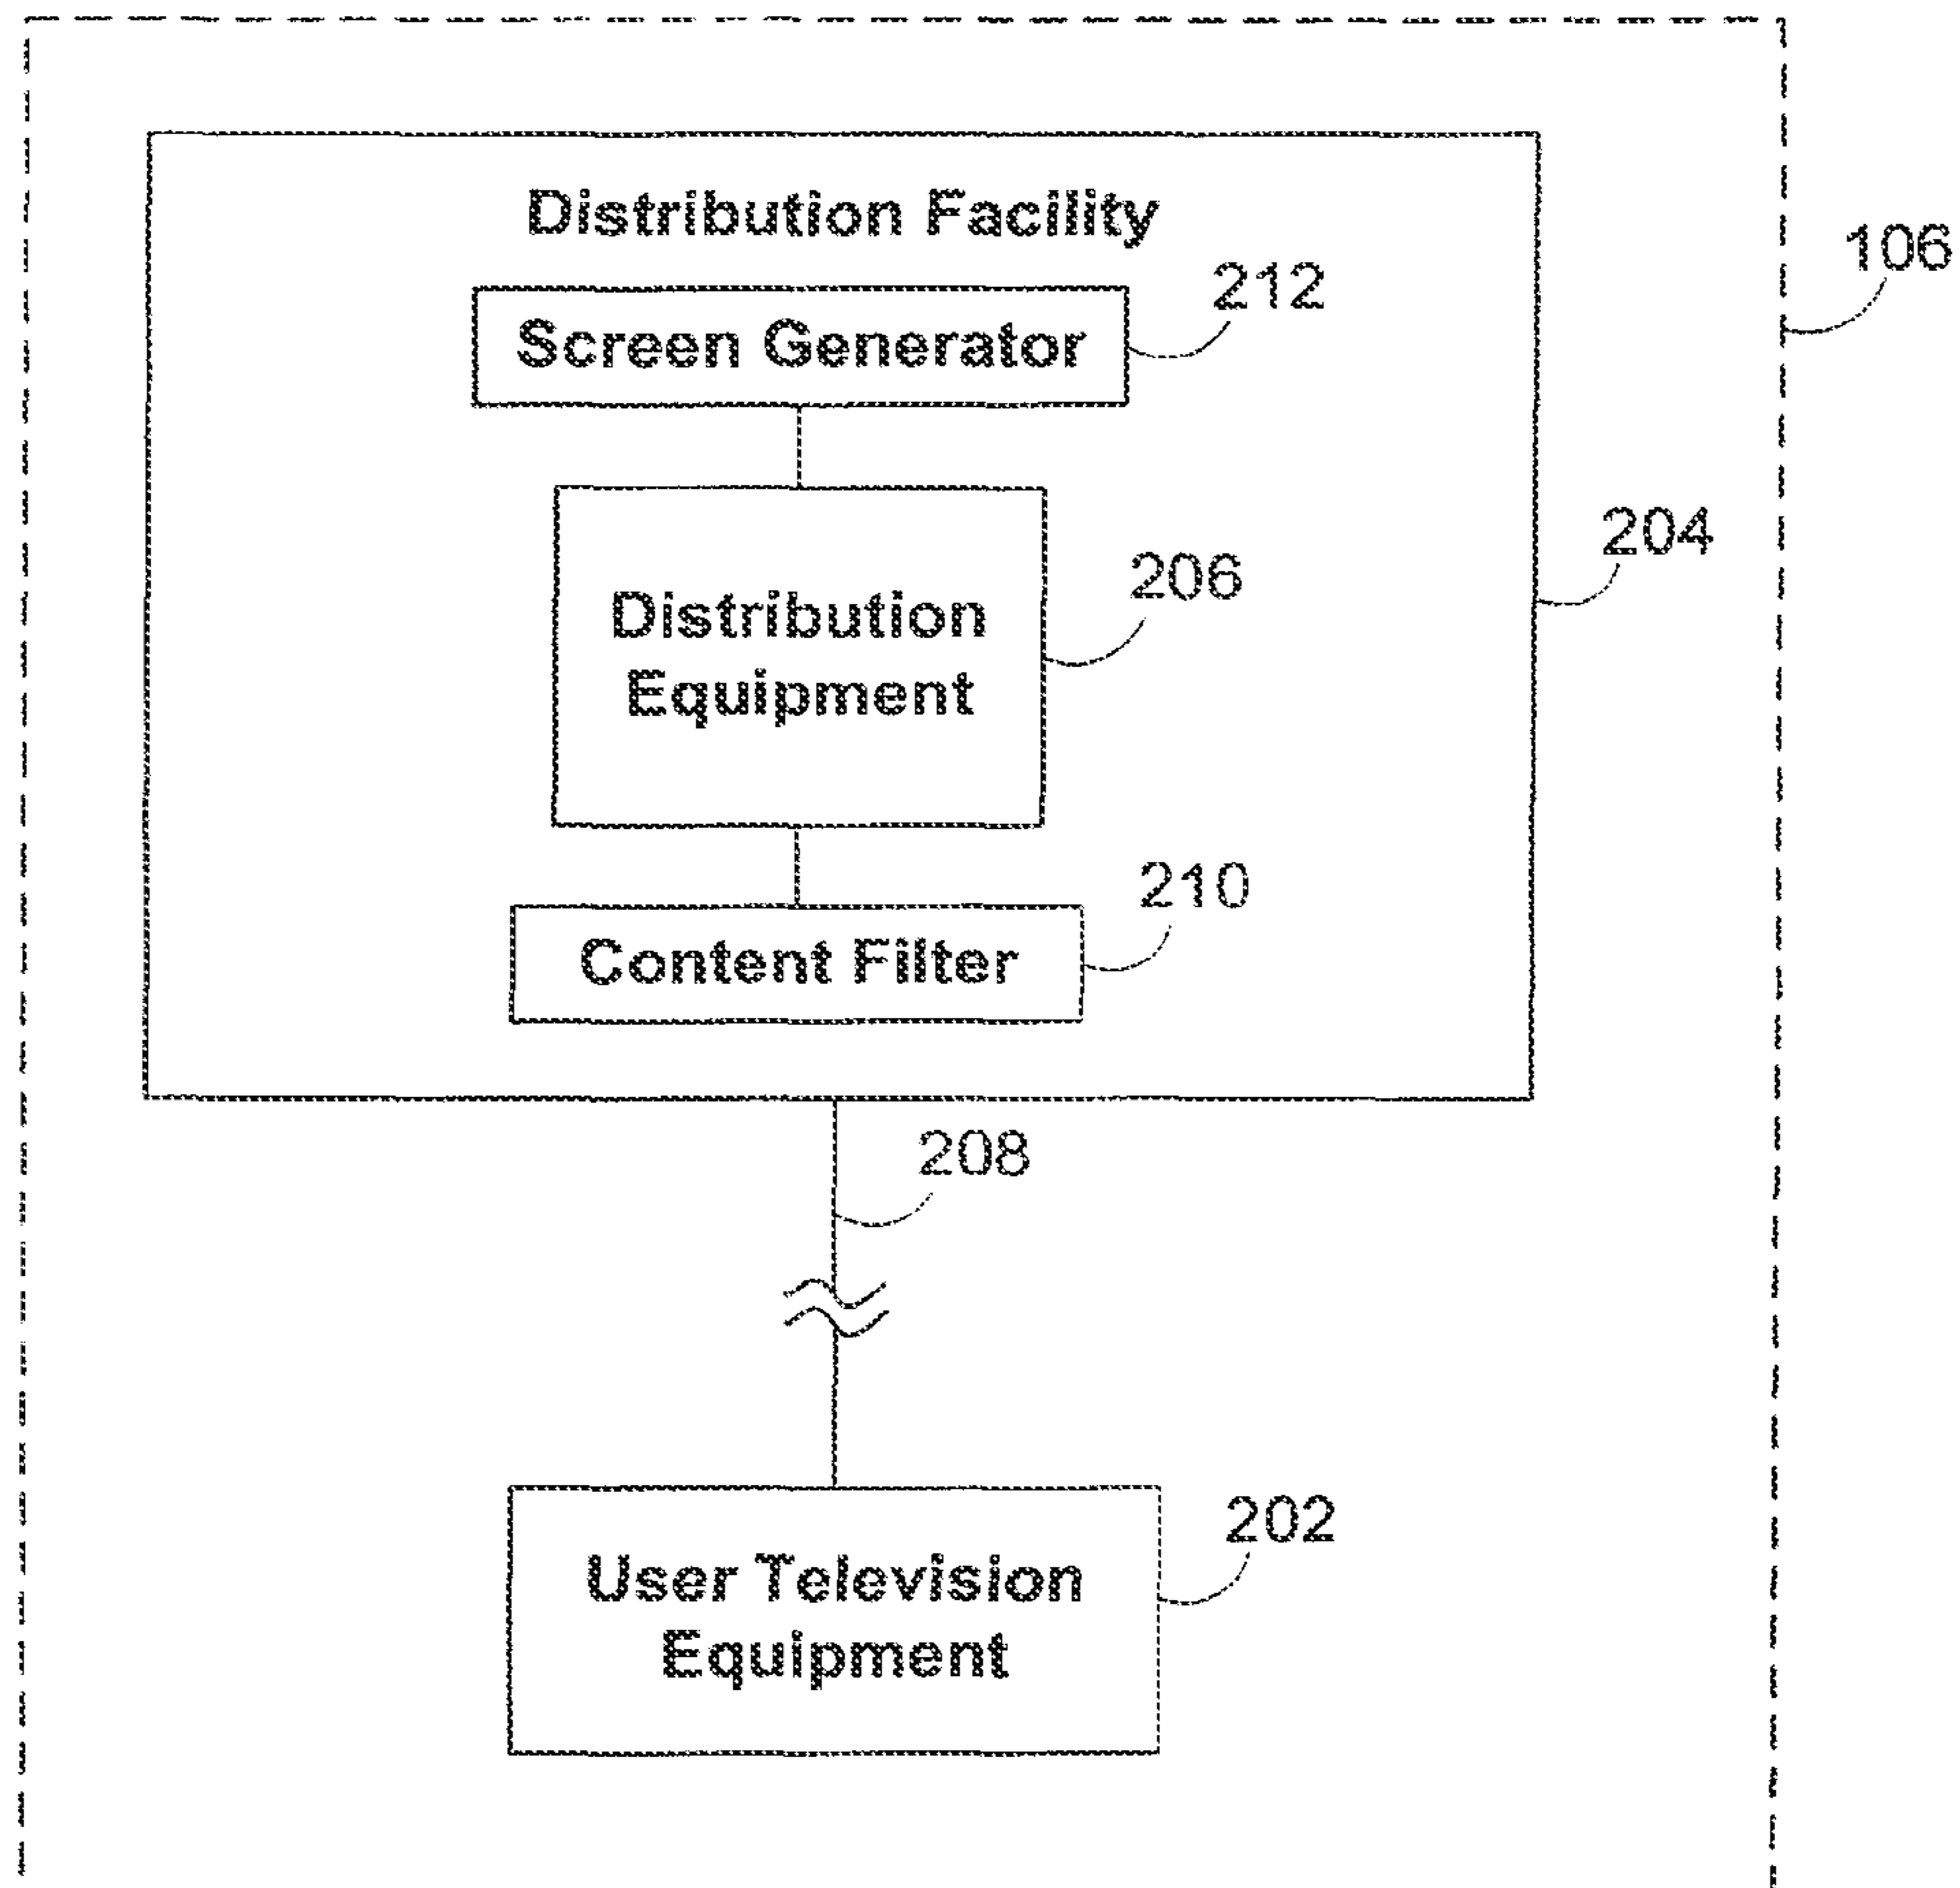 Distribution Facility
106
212
Screen Generator
204
206
Distribution
Equipment
210
Content Filter
208
202
User Television
Equipment